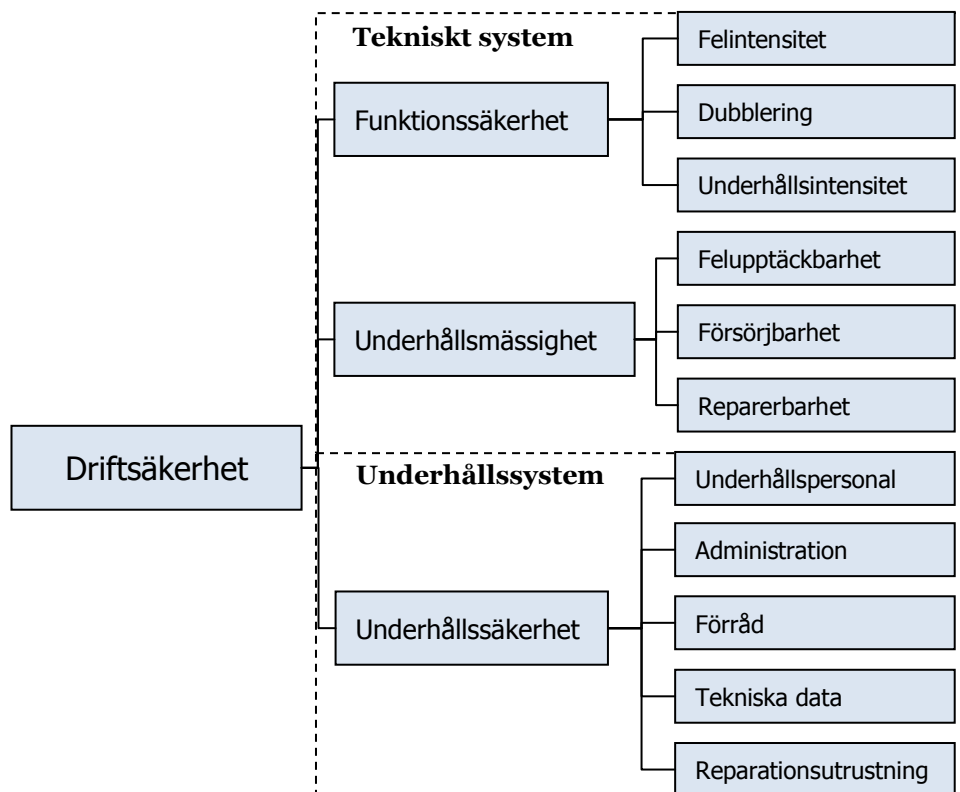 Tekniskt system
Felintensitet
Funktionssäkerhet
Dubblering
Underhållsintensitet
Felupptäckbarhet
Underhållsmässighet
Försörjbarhet
Reparerbarhet
Driftsäkerhet
Underhållssystem
Underhållspersonal
Administration
Underhållssäkerhet
Förråd
Tekniska data
Reparationsutrustning